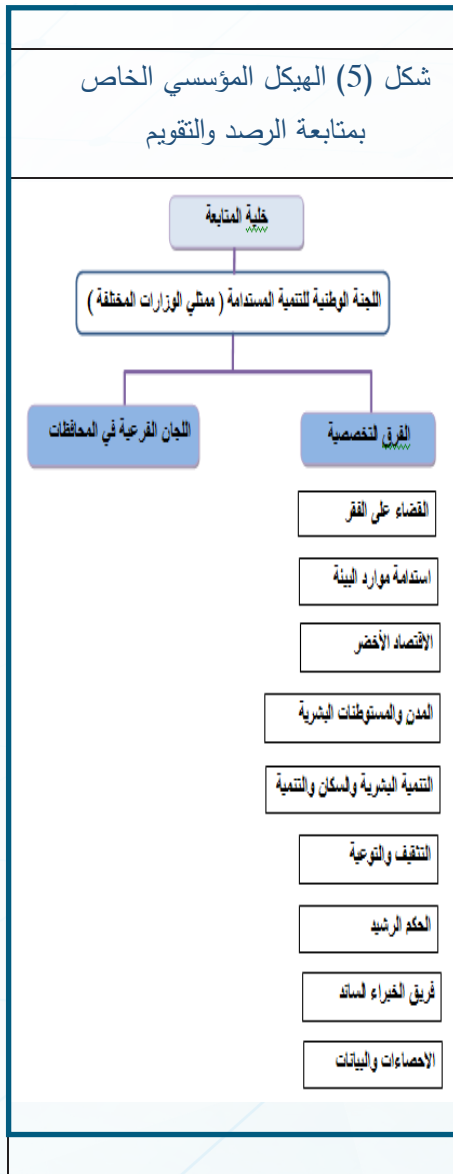 شكل (5) الهيكل المؤسسي الخاص
بمتابعة الرصد والتقويم
خلية المتابعة
اللجنة الوطنية للتنمية المستدامة ( ممثلي الوزارات المختلفة )
الفرق التخصصية
اللجان الفرعية في المحافظات
القضاء على الفقر
استدامة موارد البيئة
الاقتصاد الأخضر
المدن والمستوطنات البشرية
التنمية البشرية والسكان والتنمية
التثقيف والتوعية
الحكم الرشيد
فريق الخبراء الساند
الاحصاءات والبيانات